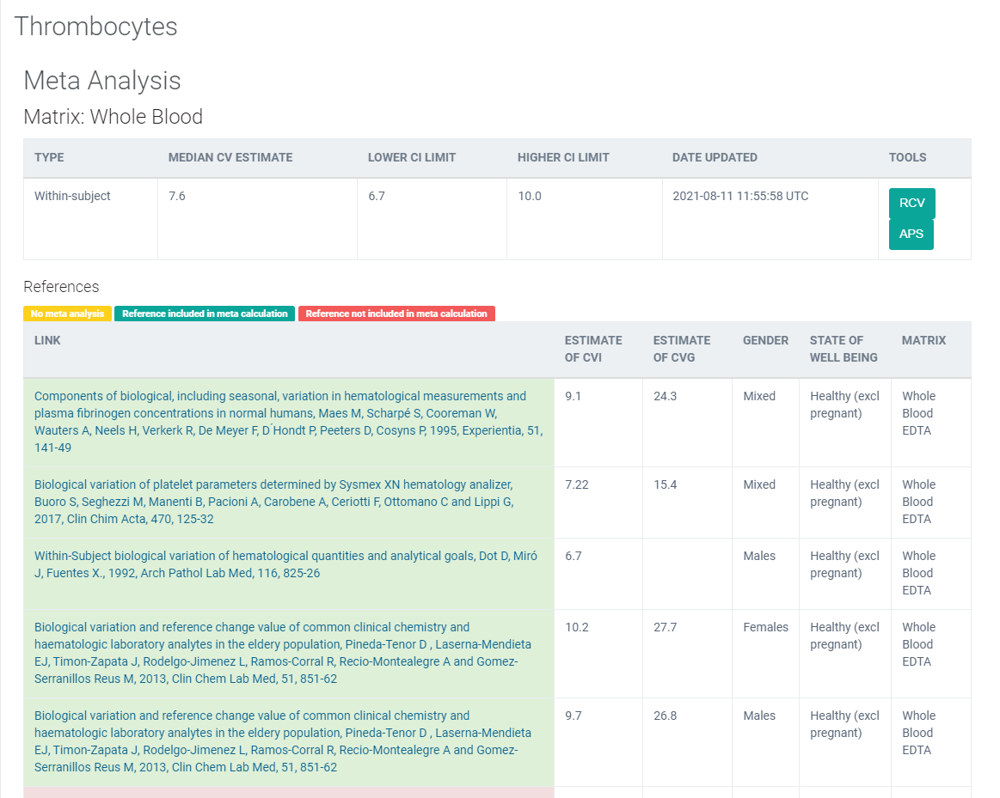 Thrombocytes
Meta Analysis
Matrix: Whole Blood
TYPE MEDIAN CV ESTIMATE LOWER CI LIMIT HIGHER CI LIMIT DATE UPDATED TOOLS
Within-subject 7.6 6.7 10.0 2021-08-11 11:55:58 UTC RCV
APS
References
No meta analysis Reference included in meta calculation Reference not included in meta calculation
LINK ESTIMATE OF CVI ESTIMATE OF CVG GENDER STATE OF WELL BEING MATRIX
Components of biological, including seasonal, variation in hematological measurements and 9.1 24.3 Mixed Healthy (excl Whole
plasma fibrinogen concentrations in normal humans, Maes M, Scharpé S, Cooreman W, pregnant) Blood
Wauters A, Neels H, Verkerk R, De Meyer F, D´Hondt P, Peeters D, Cosyns P, 1995, Experientia, 51, EDTA
141-49
Biological variation of platelet parameters determined by Sysmex XN hematology analizer, 7.22 15.4 Mixed Healthy (excl Whole
Buoro S, Seghezzi M, Manenti B, Pacioni A, Carobene A, Ceriotti F, Ottomano C and Lippi G, pregnant) Blood
2017, Clin Chim Acta, 470, 125-32 EDTA
Within-Subject biological variation of hematological quantities and analytical goals, Dot D, Miró 6.7 Males Healthy (excl Whole
J, Fuentes X., 1992, Arch Pathol Lab Med, 116, 825-26 pregnant) Blood
EDTA
Biological variation and reference change value of common clinical chemistry and 10.2 27.7 Females Healthy (excl Whole
haematologic laboratory analytes in the eldery population, Pineda-Tenor D , Laserna-Mendieta pregnant) Blood
EJ, Timon-Zapata J, Rodelgo-Jimenez L, Ramos-Corral R, Recio-Montealegre A and Gomez- EDTA
Serranillos Reus M, 2013, Clin Chem Lab Med, 51, 851-62
Biological variation and reference change value of common clinical chemistry and 9.7 26.8 Males Healthy (excl Whole
haematologic laboratory analytes in the eldery population, Pineda-Tenor D , Laserna-Mendieta pregnant) Blood
EJ, Timon-Zapata J, Rodelgo-Jimenez L, Ramos-Corral R, Recio-Montealegre A and Gomez- EDTA
Serranillos Reus M, 2013, Clin Chem Lab Med, 51, 851-62